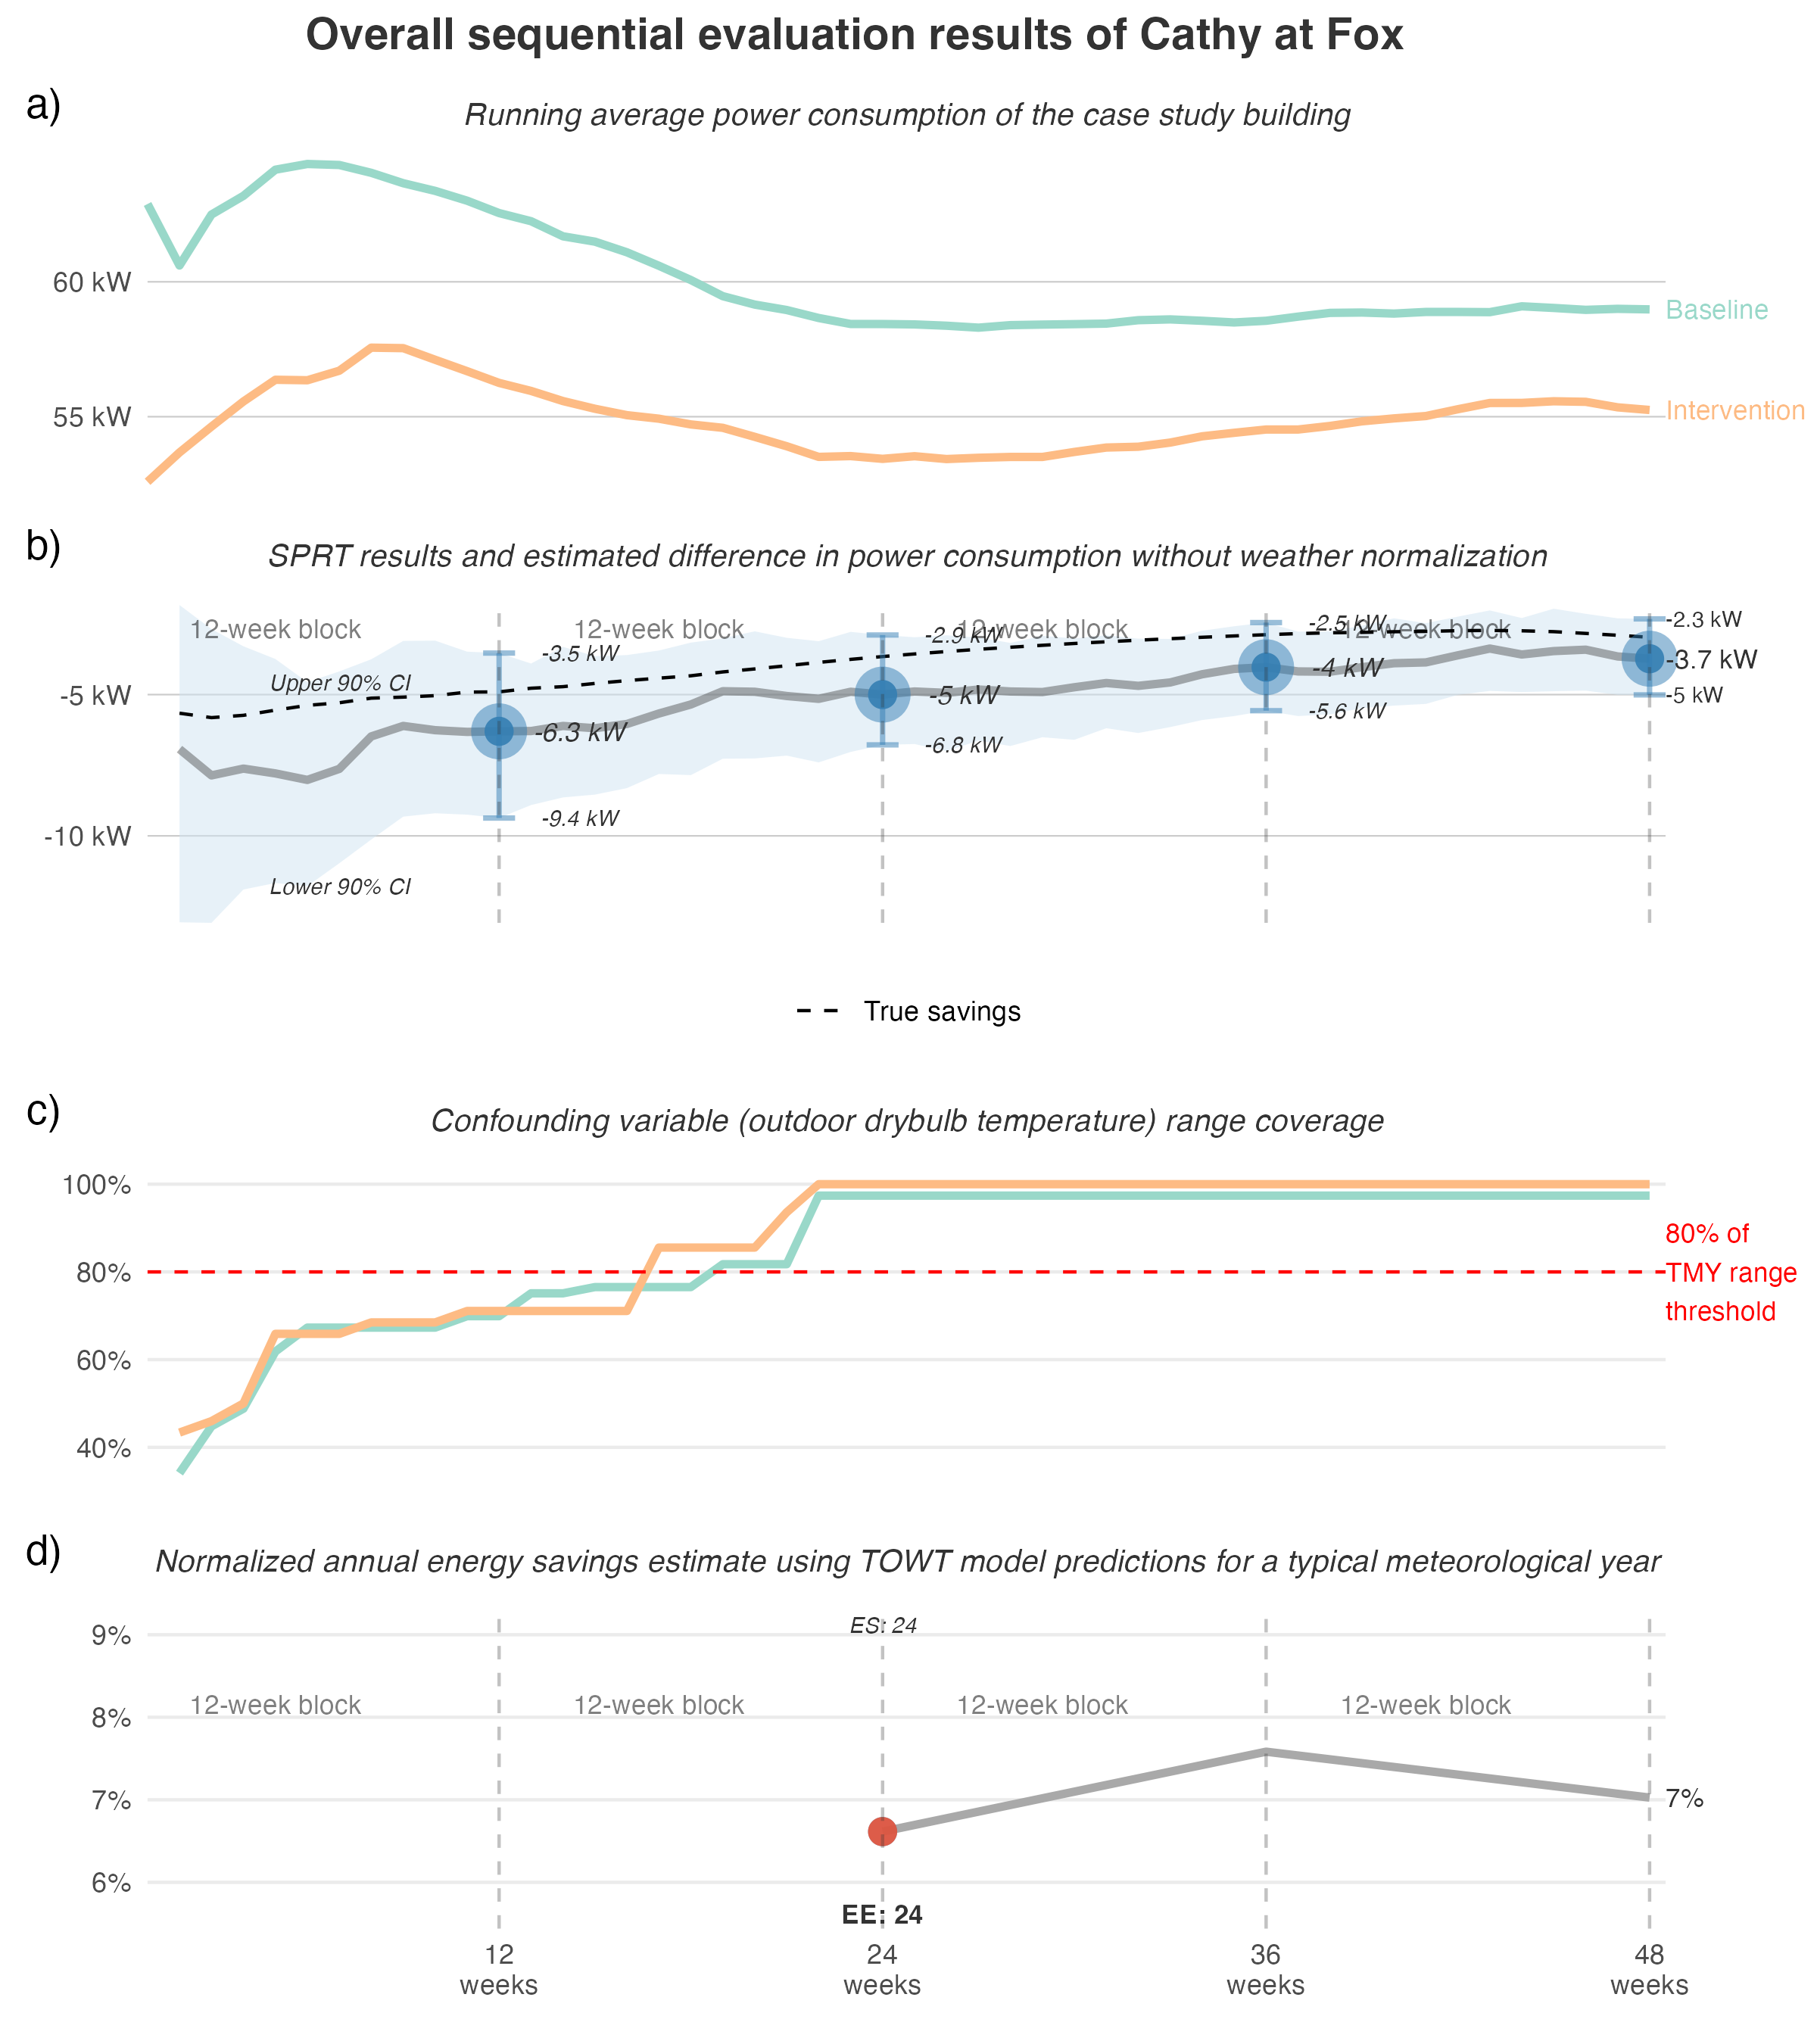 Overall sequential evaluation results of Cathy at Fox
a)
Running average power consumption of the case study building
60 kW
55 kW
Baseline
Intervention
b)
SPRT results and estimated difference in power consumption without weather normalization
12-week block
12-week block
12-week block
12-week block
-5 kW
-10 kW
Upper 90% CI
Lower 90% CI
-3.5 kW
-6.3 kW
-9.4 kW
-2.9 kW
-5 kW
-6.8 kW
-2.5 kW
-4 kW
-5.6 kW
-2.3 kW
-3.7 kW
-5 kW
True savings
c)
Confounding variable (outdoor drybulb temperature) range coverage
100%
80%
60%
40%
80% of
TMY range
threshold
d)
Normalized annual energy savings estimate using TOWT model predictions for a typical meteorological year
9%
8%
7%
6%
ES: 24
12-week block
12-week block
12-week block
12-week block
7%
EE: 24
12
weeks
24
weeks
36
weeks
48
weeks